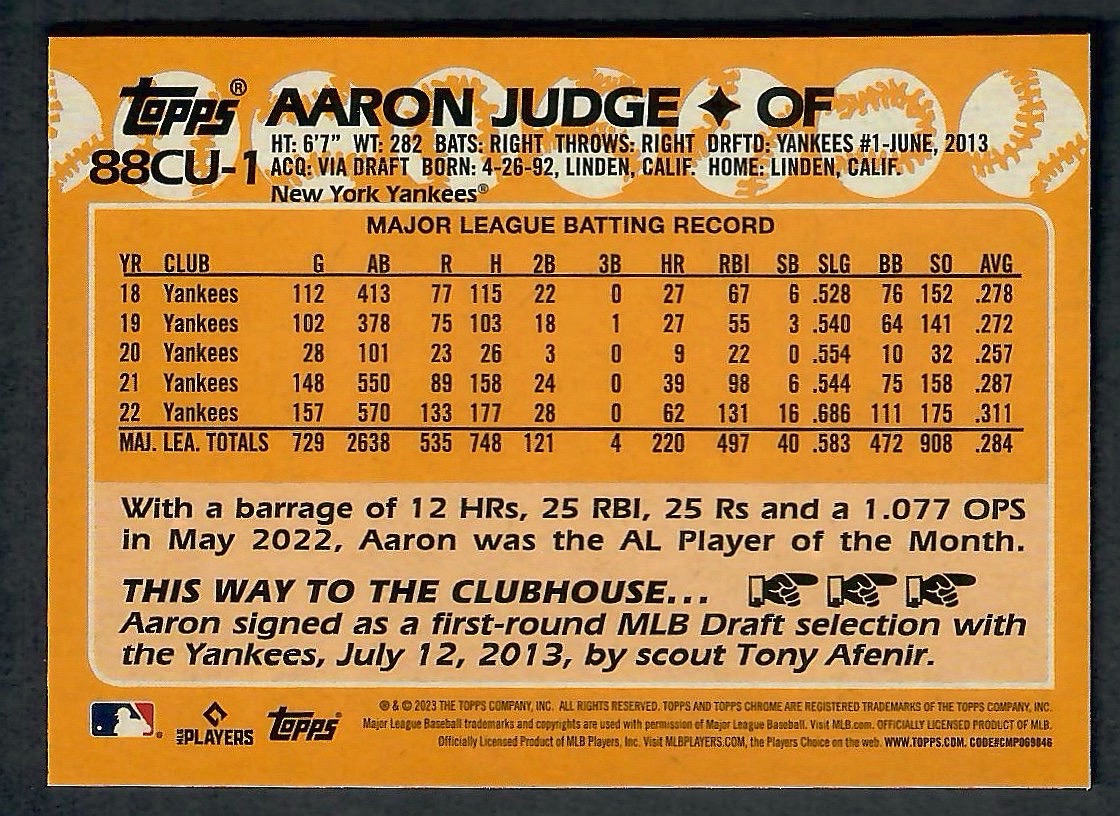 topps®
88CU-1
AARON JUDGE ✦ OF
HT: 6'7" WT: 282 BATS: RIGHT THROWS: RIGHT DRFTD: YANKEES #1-JUNE, 2013
ACQ: VIA DRAFT BORN: 4-26-92, LINDEN, CALIF. HOME: LINDEN, CALIF.
New York Yankees®
MAJOR LEAGUE BATTING RECORD
YR CLUB G AB R H 2B 3B HR RBI SB SLG BB SO AVG
18 Yankees 112 413 77 115 22 0 27 67 6 .528 76 152 .278
19 Yankees 102 378 75 103 18 1 27 55 3 .540 64 141 .272
20 Yankees 28 101 23 26 3 0 9 22 0 .554 10 32 .257
21 Yankees 148 550 89 158 24 0 39 98 6 .544 75 158 .287
22 Yankees 157 570 133 177 28 0 62 131 16 .686 111 175 .311
MAJ. LEA. TOTALS 729 2638 535 748 121 4 220 497 40 .583 472 908 .284
With a barrage of 12 HRs, 25 RBI, 25 Rs and a 1.077 OPS
in May 2022, Aaron was the AL Player of the Month.
THIS WAY TO THE CLUBHOUSE...
Aaron signed as a first-round MLB Draft selection with
the Yankees, July 12, 2013, by scout Tony Afenir.
MLB PLAYERS
topps®
® & © 2023 THE TOPPS COMPANY, INC. ALL RIGHTS RESERVED. TOPPS AND TOPPS CHROME ARE REGISTERED TRADEMARKS OF THE TOPPS COMPANY, INC.
Major League Baseball trademarks and copyrights are used with permission of Major League Baseball. Visit MLB.com. OFFICIALLY LICENSED PRODUCT OF MLB.
Officially Licensed Product of MLB Players, Inc. Visit MLBPLAYERS.COM, the Players Choice on the web. WWW.TOPPS.COM. CODE#CMP069846